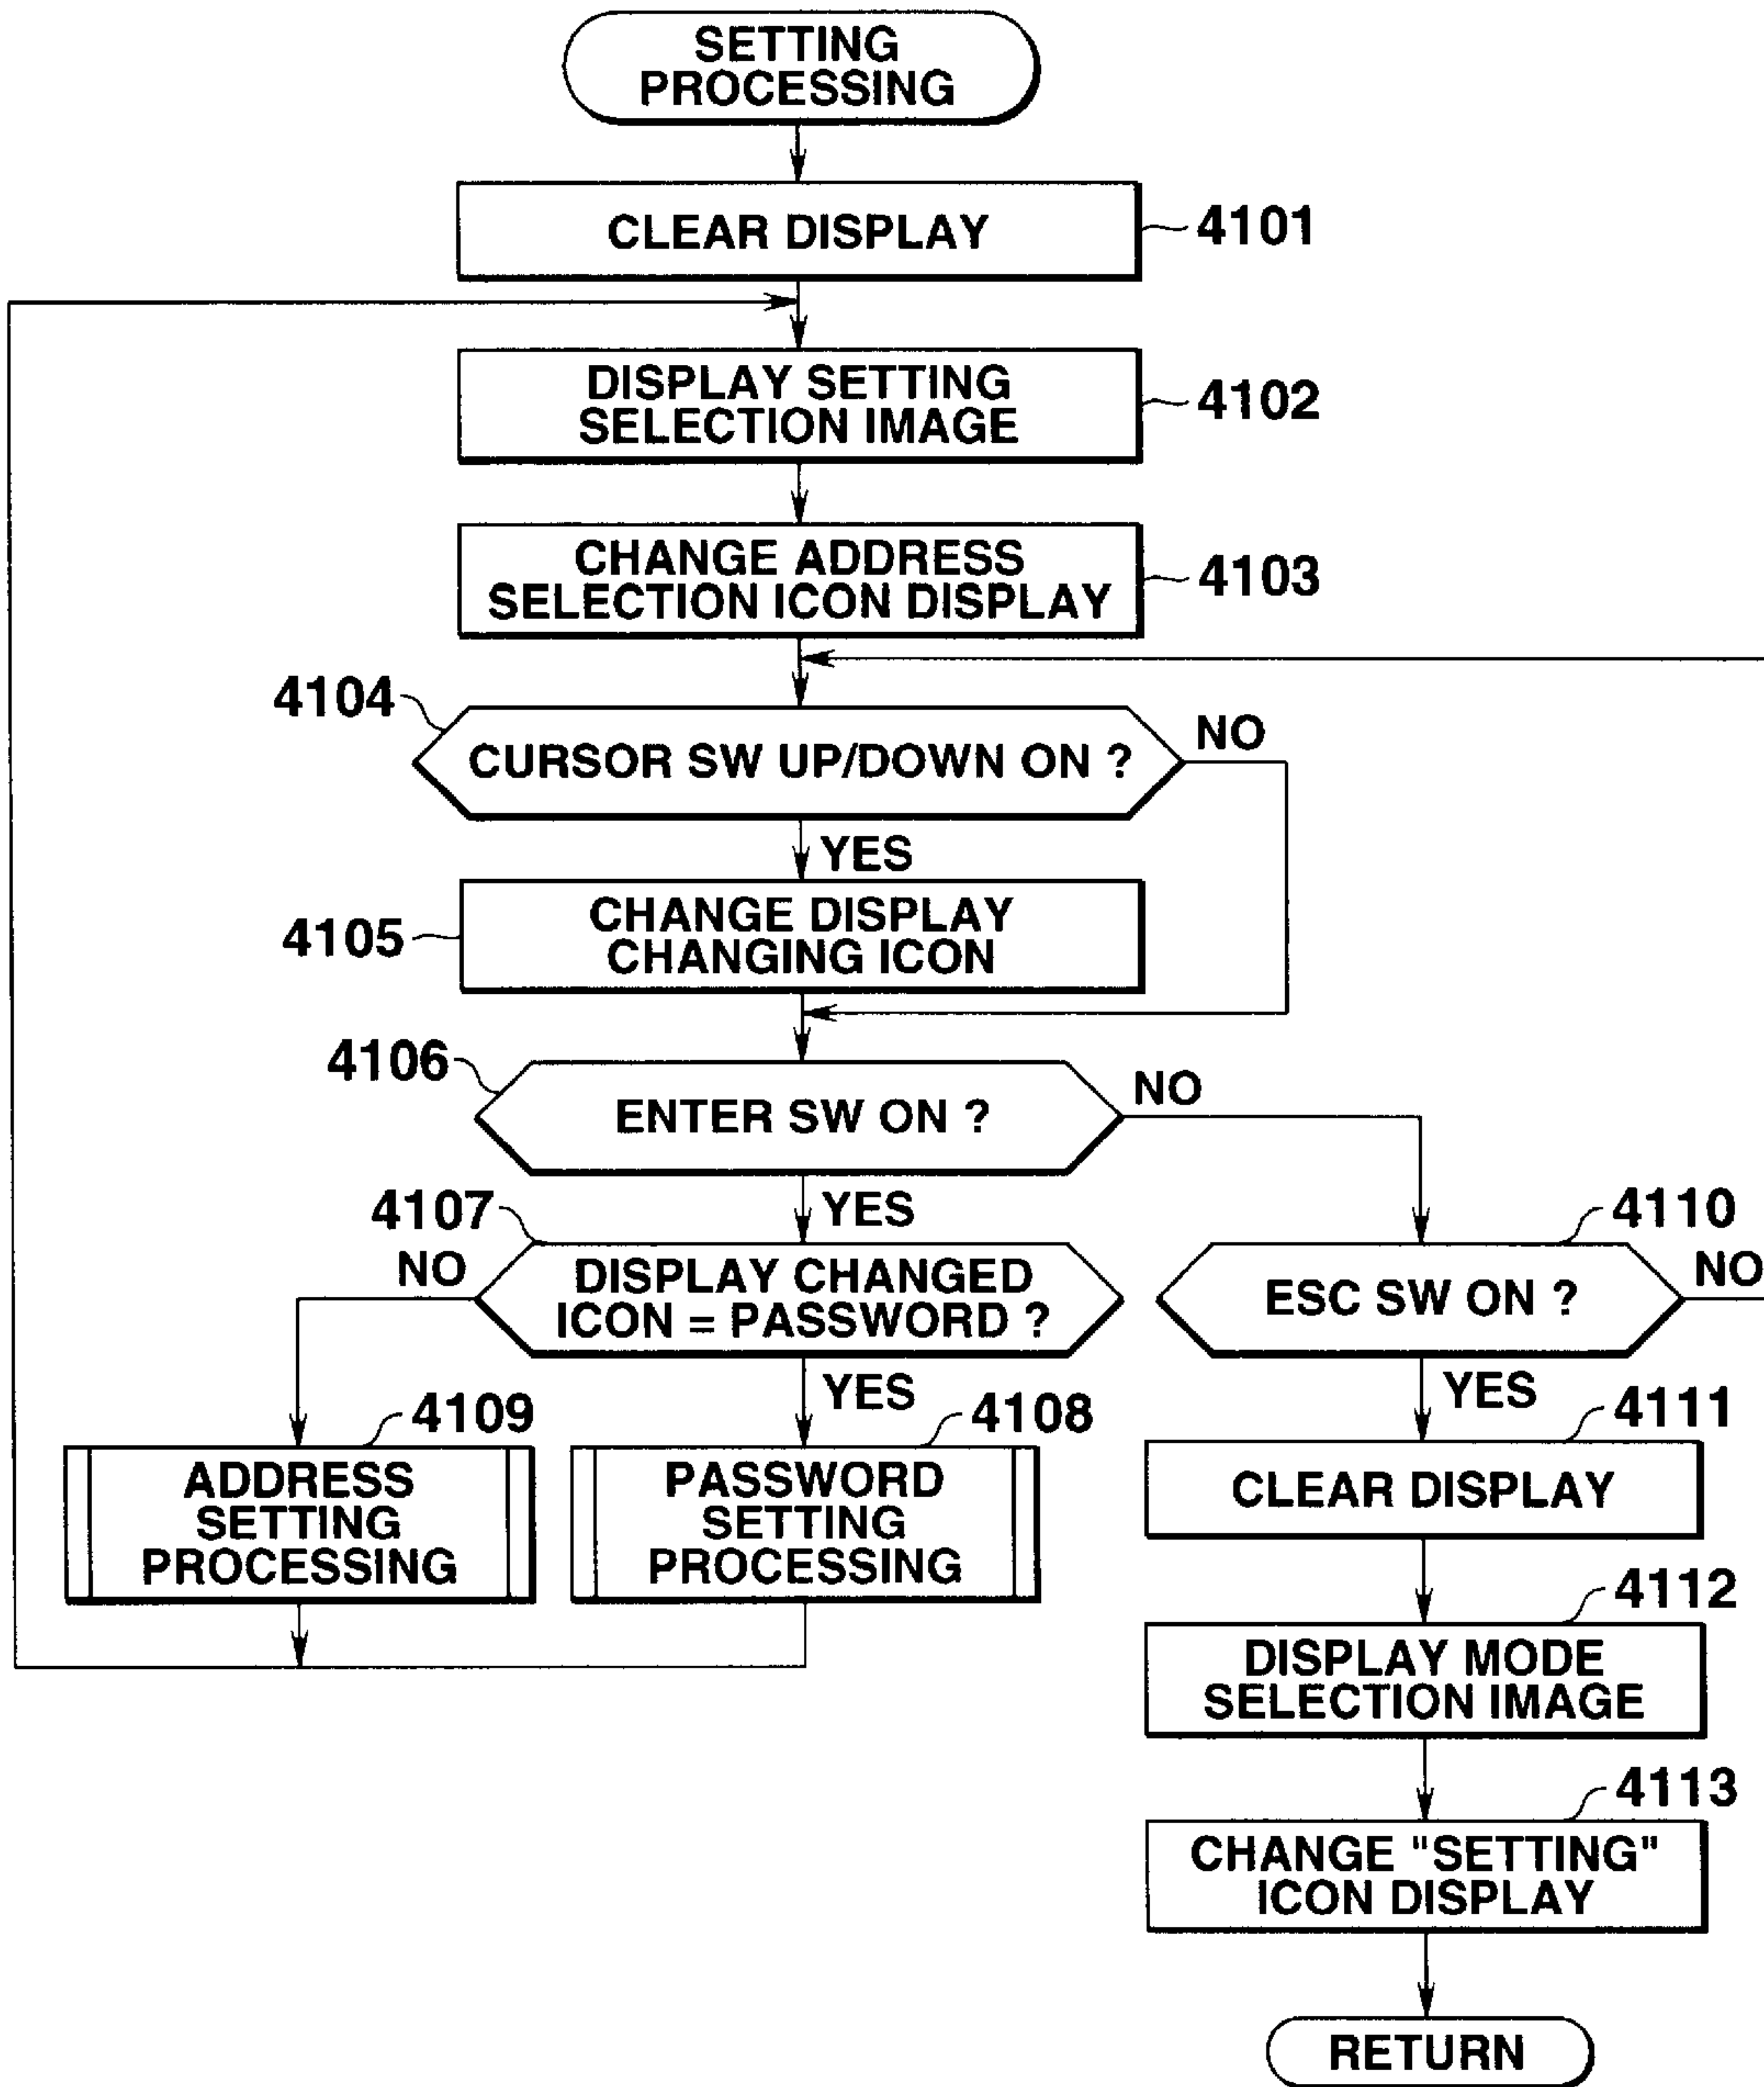 SETTING
PROCESSING
CLEAR DISPLAY
4101
DISPLAY SETTING
SELECTION IMAGE
4102
CHANGE ADDRESS
SELECTION ICON DISPLAY
4103
4104
CURSOR SW UP/DOWN ON ?
NO
YES
4105
CHANGE DISPLAY
CHANGING ICON
4106
ENTER SW ON ?
NO
YES
4107
NO
DISPLAY CHANGED
ICON = PASSWORD ?
YES
4110
ESC SW ON ?
NO
YES
4109
ADDRESS
SETTING
PROCESSING
4108
PASSWORD
SETTING
PROCESSING
4111
CLEAR DISPLAY
4112
DISPLAY MODE
SELECTION IMAGE
4113
CHANGE "SETTING"
ICON DISPLAY
RETURN